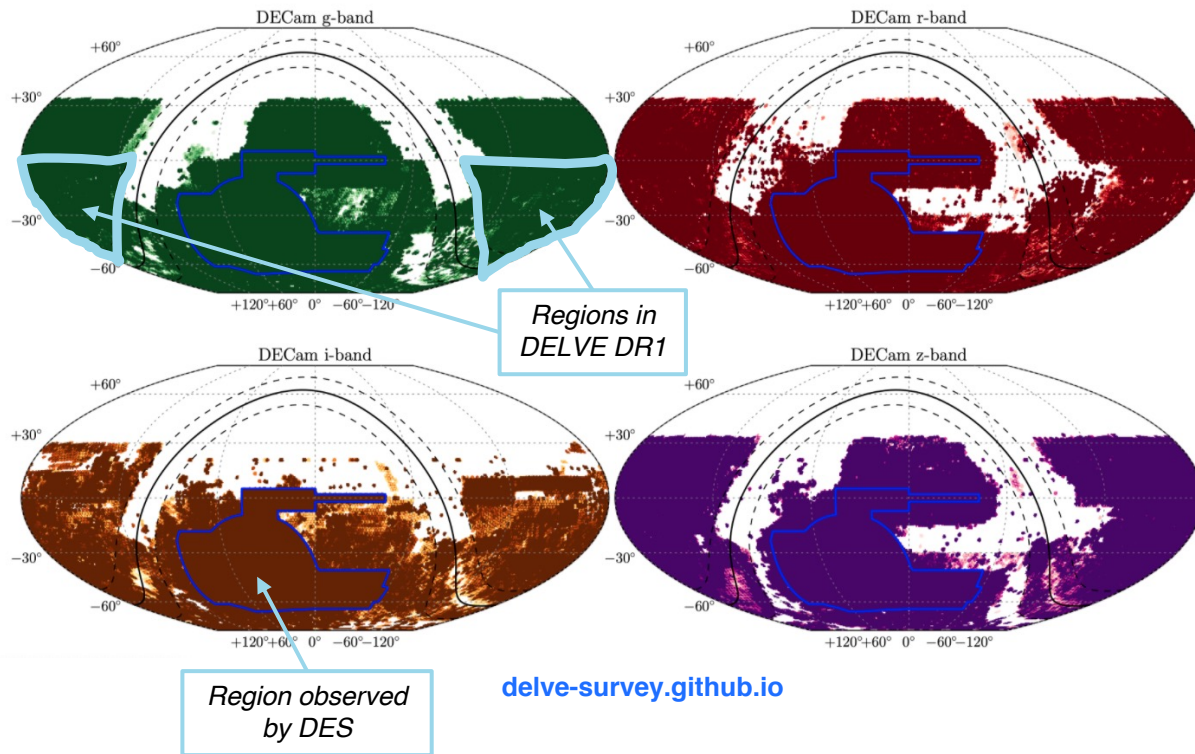 DECam g-band
DECam r-band
+60°
+60°
+30°
+30°
−30°
−30°
−60°
−60°
+120°+60° 0° −60°−120°
+120°+60° 0° −60°−120°
Regions in
DELVE DR1
DECam i-band
DECam z-band
+60°
+60°
+30°
+30°
−30°
−30°
−60°
−60°
+120°+60° 0° −60°−120°
+120°+60° 0° −60°−120°
Region observed
by DES
delve-survey.github.io